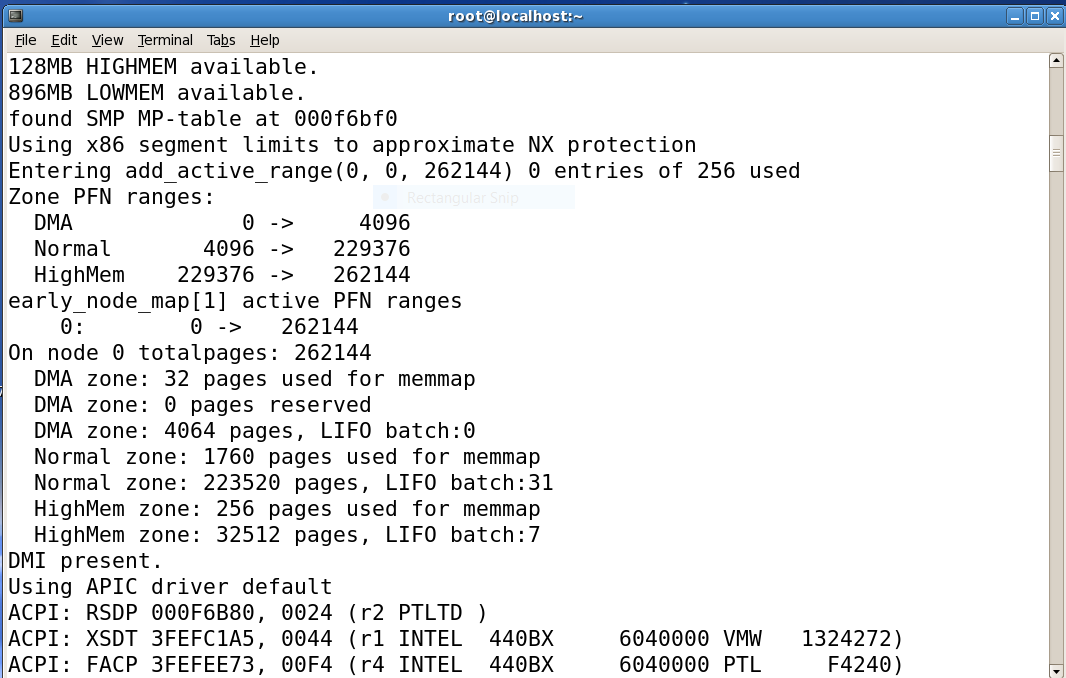 root@localhost:~
File Edit View Terminal Tabs Help
128MB HIGHMEM available.
896MB LOWMEM available.
found SMP MP-table at 000f6bf0
Using x86 segment limits to approximate NX protection
Entering add_active_range(0, 0, 262144) 0 entries of 256 used
Zone PFN ranges:
Rectangular Snip
  DMA             0 ->     4096
  Normal       4096 ->   229376
  HighMem    229376 ->   262144
early_node_map[1] active PFN ranges
    0:        0 ->   262144
On node 0 totalpages: 262144
  DMA zone: 32 pages used for memmap
  DMA zone: 0 pages reserved
  DMA zone: 4064 pages, LIFO batch:0
  Normal zone: 1760 pages used for memmap
  Normal zone: 223520 pages, LIFO batch:31
  HighMem zone: 256 pages used for memmap
  HighMem zone: 32512 pages, LIFO batch:7
DMI present.
Using APIC driver default
ACPI: RSDP 000F6B80, 0024 (r2 PTLTD )
ACPI: XSDT 3FEFC1A5, 0044 (r1 INTEL  440BX     6040000 VMW   1324272)
ACPI: FACP 3FEFEE73, 00F4 (r4 INTEL  440BX     6040000 PTL     F4240)